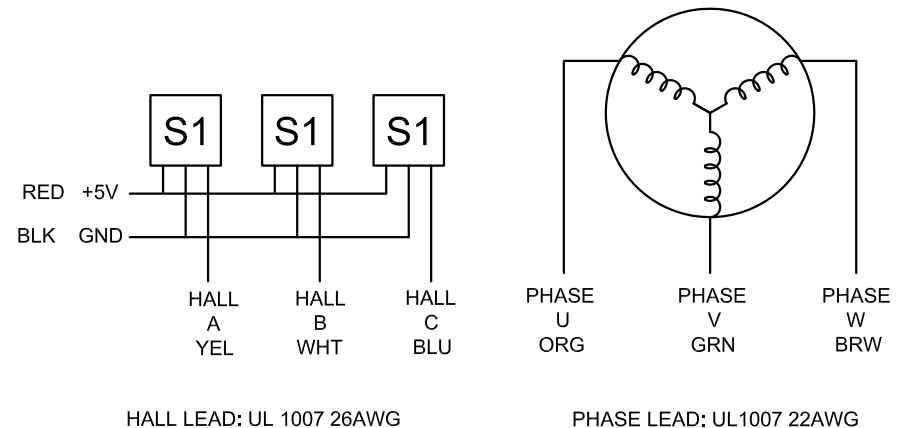 S1 S1 S1
RED +5V
BLK GND
HALL HALL HALL
A B C
YEL WHT BLU
HALL LEAD: UL 1007 26AWG
PHASE PHASE PHASE
U V W
ORG GRN BRW
PHASE LEAD: UL1007 22AWG